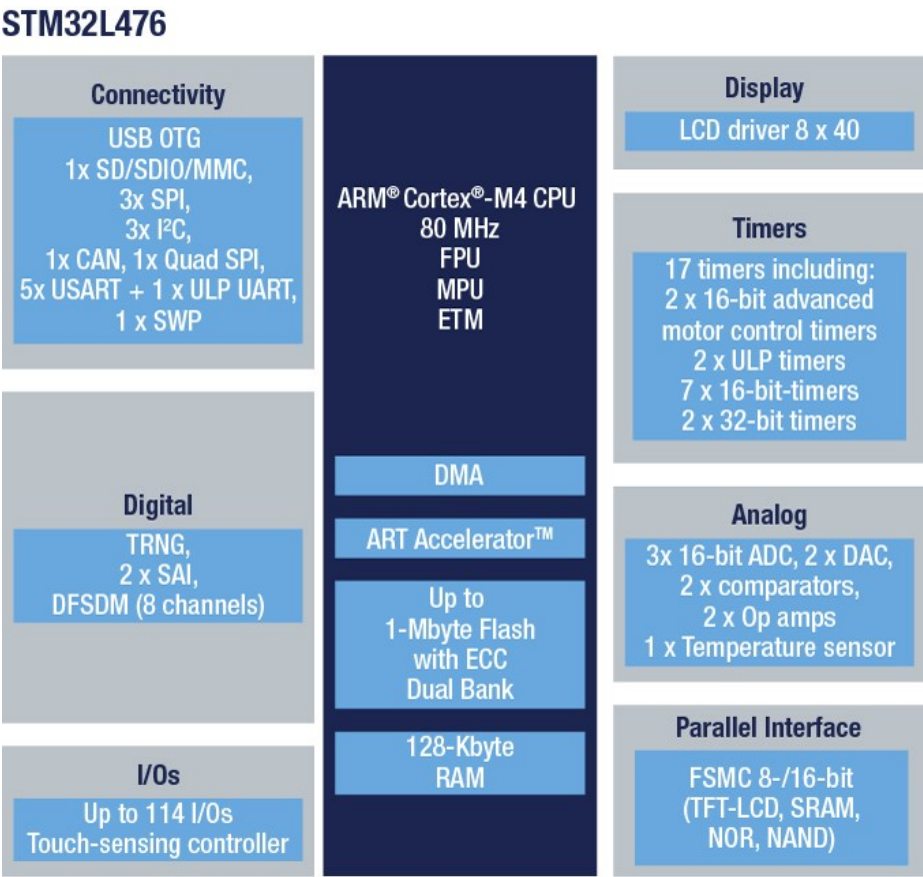 STM32L476
Connectivity
USB OTG
1x SD/SDIO/MMC,
3x SPI,
3x I²C,
1x CAN, 1x Quad SPI,
5x USART + 1 x ULP UART,
1 x SWP
Digital
TRNG,
2 x SAI,
DFSDM (8 channels)
I/Os
Up to 114 I/Os
Touch-sensing controller
ARM® Cortex®-M4 CPU
80 MHz
FPU
MPU
ETM
DMA
ART Accelerator™
Up to
1-Mbyte Flash
with ECC
Dual Bank
128-Kbyte
RAM
Display
LCD driver 8 x 40
Timers
17 timers including:
2 x 16-bit advanced
motor control timers
2 x ULP timers
7 x 16-bit-timers
2 x 32-bit timers
Analog
3x 16-bit ADC, 2 x DAC,
2 x comparators,
2 x Op amps
1 x Temperature sensor
Parallel Interface
FSMC 8-/16-bit
(TFT-LCD, SRAM,
NOR, NAND)